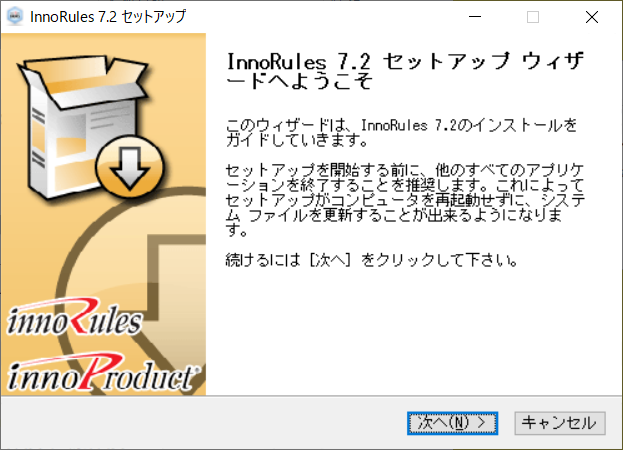 InnoRules 7.2 セットアップ
InnoRules 7.2 セットアップ ウィザ
ードへようこそ
このウィザードは、InnoRules 7.2のインストールを
ガイドしていきます。
セットアップを開始する前に、他のすべてのアプリケ
ーションを終了することを推奨します。これによって
セットアップがコンピュータを再起動せずに、システ
ム ファイルを更新することが出来るようになりま
す。
続けるには [次へ] をクリックして下さい。
innoRules
innoProduct®
次へ(N) >
キャンセル